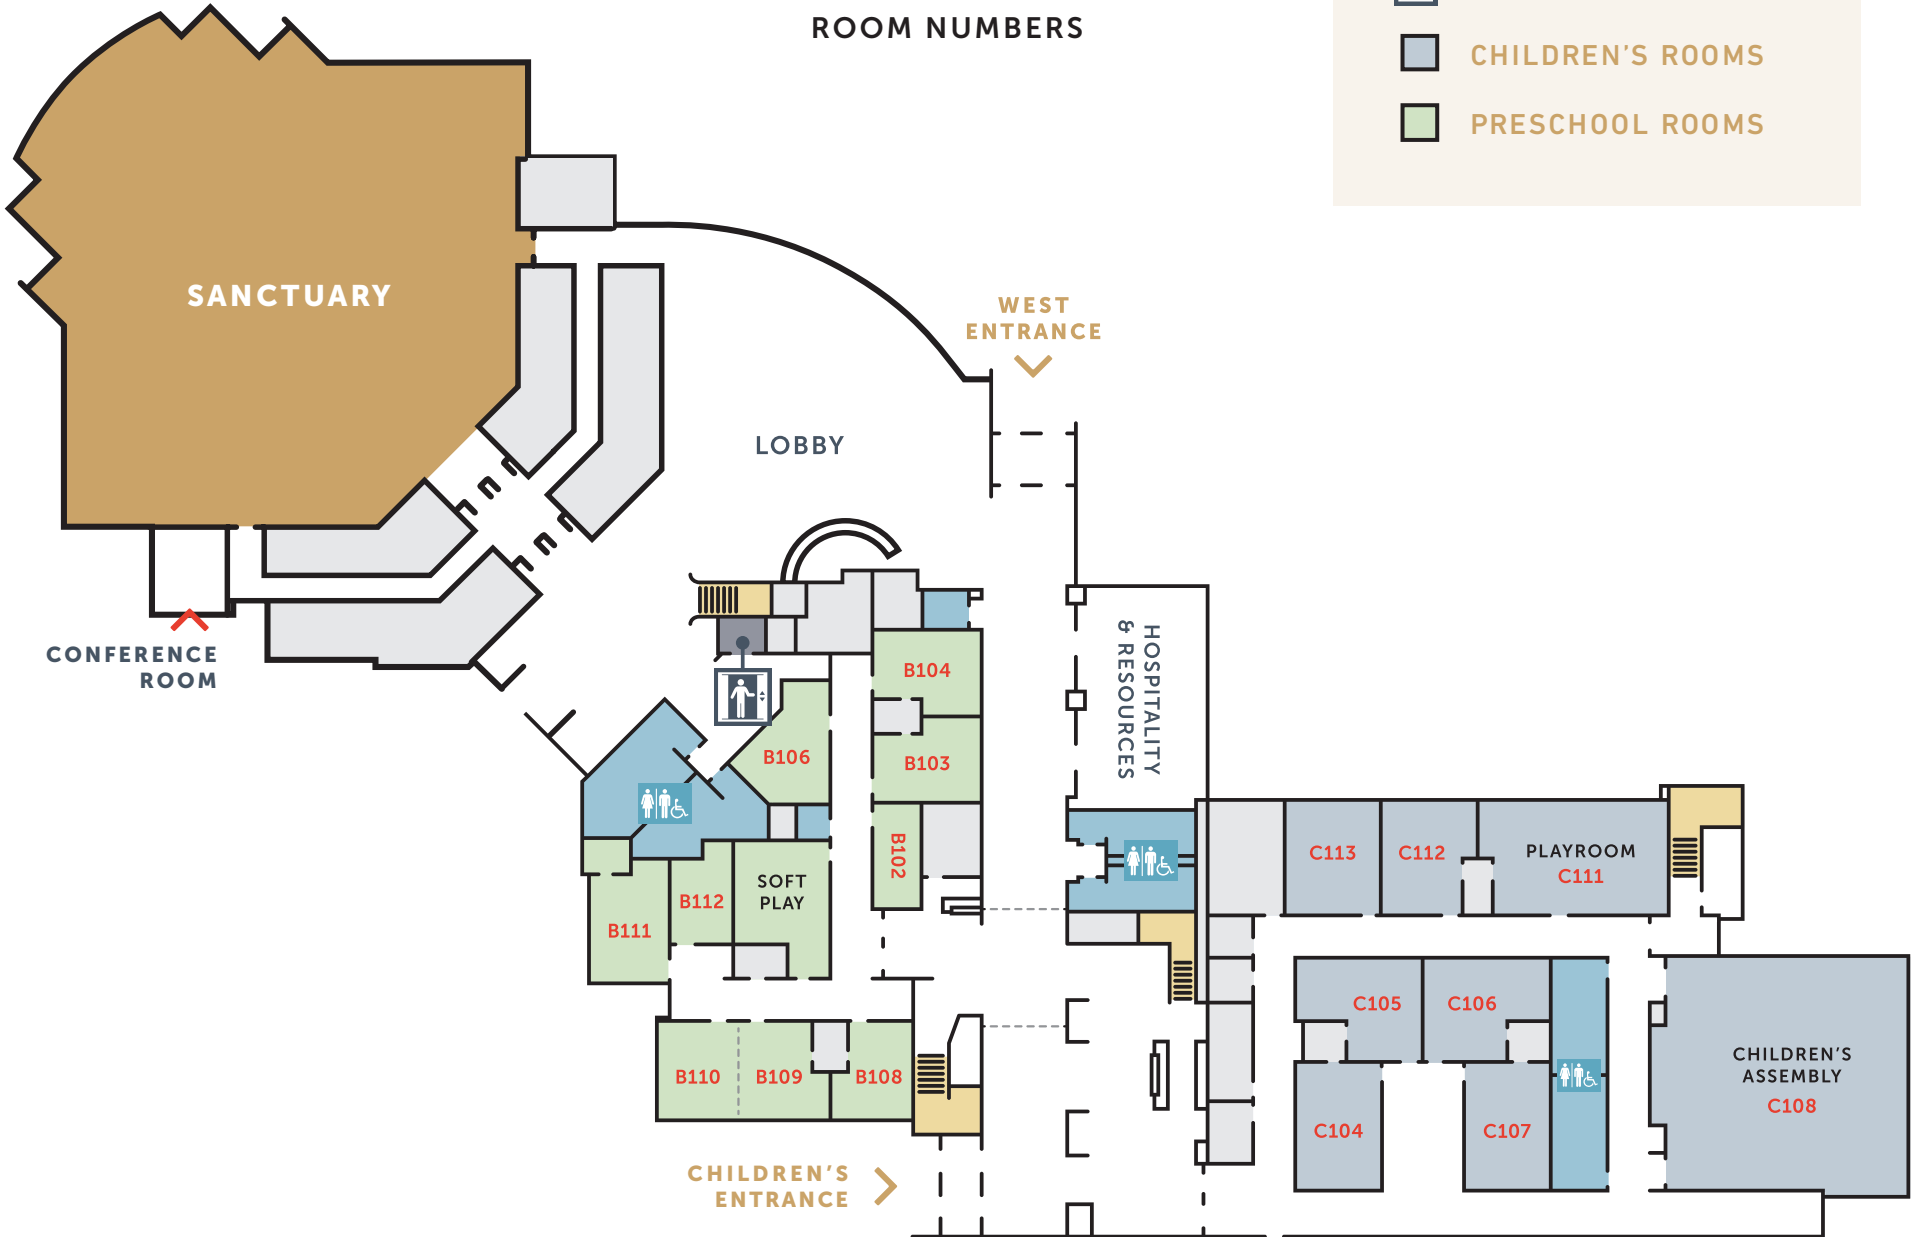 ROOM NUMBERS
CHILDREN'S ROOMS
PRESCHOOL ROOMS
SANCTUARY
WEST
ENTRANCE
LOBBY
CONFERENCE
ROOM
HOSPITALITY
& RESOURCES
B104
B103
B106
B102
SOFT
PLAY
B112
B111
B110
B109
B108
C113
C112
PLAYROOM
C111
C105
C106
C104
C107
CHILDREN'S
ASSEMBLY
C108
CHILDREN'S
ENTRANCE